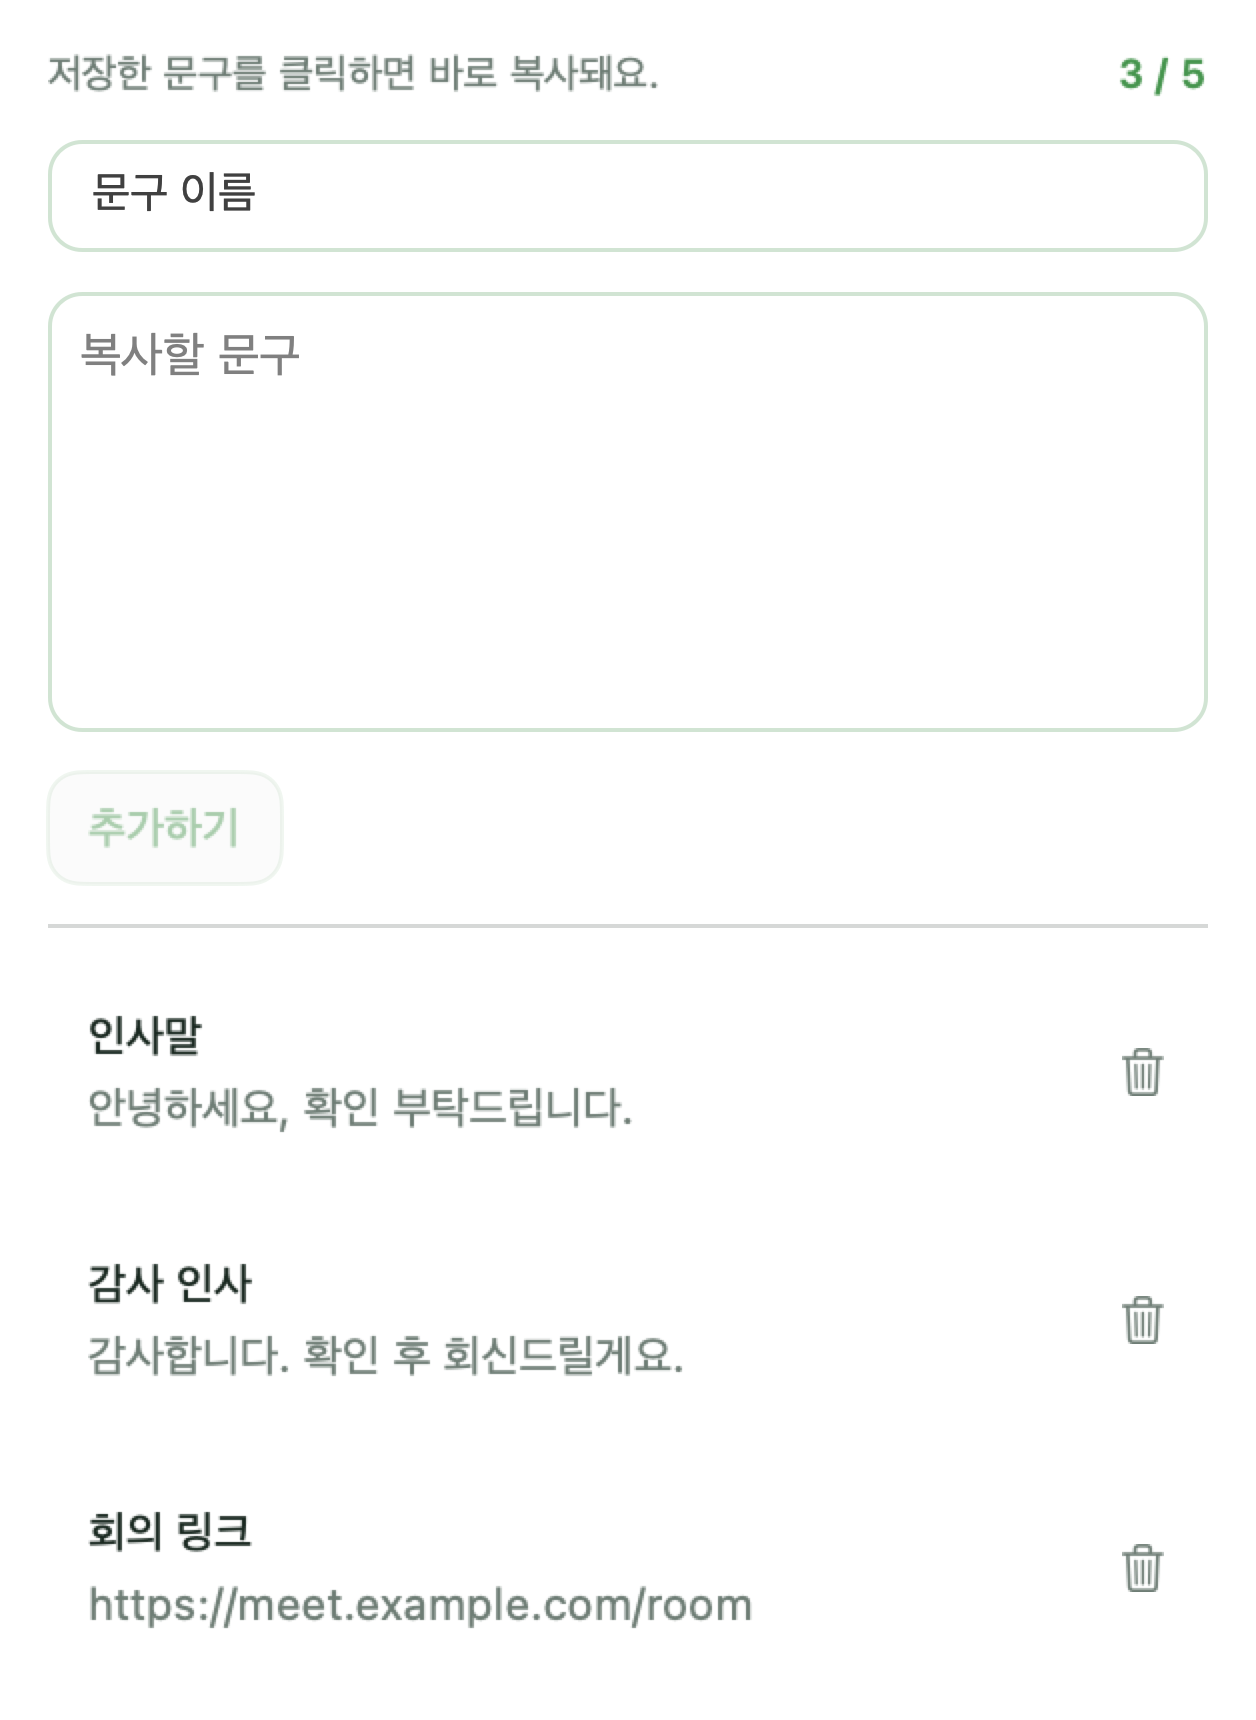 저장한 문구를 클릭하면 바로 복사돼요.
3 / 5
문구 이름
복사할 문구
추가하기
인사말
안녕하세요, 확인 부탁드립니다.
감사 인사
감사합니다. 확인 후 회신드릴게요.
회의 링크
https://meet.example.com/room